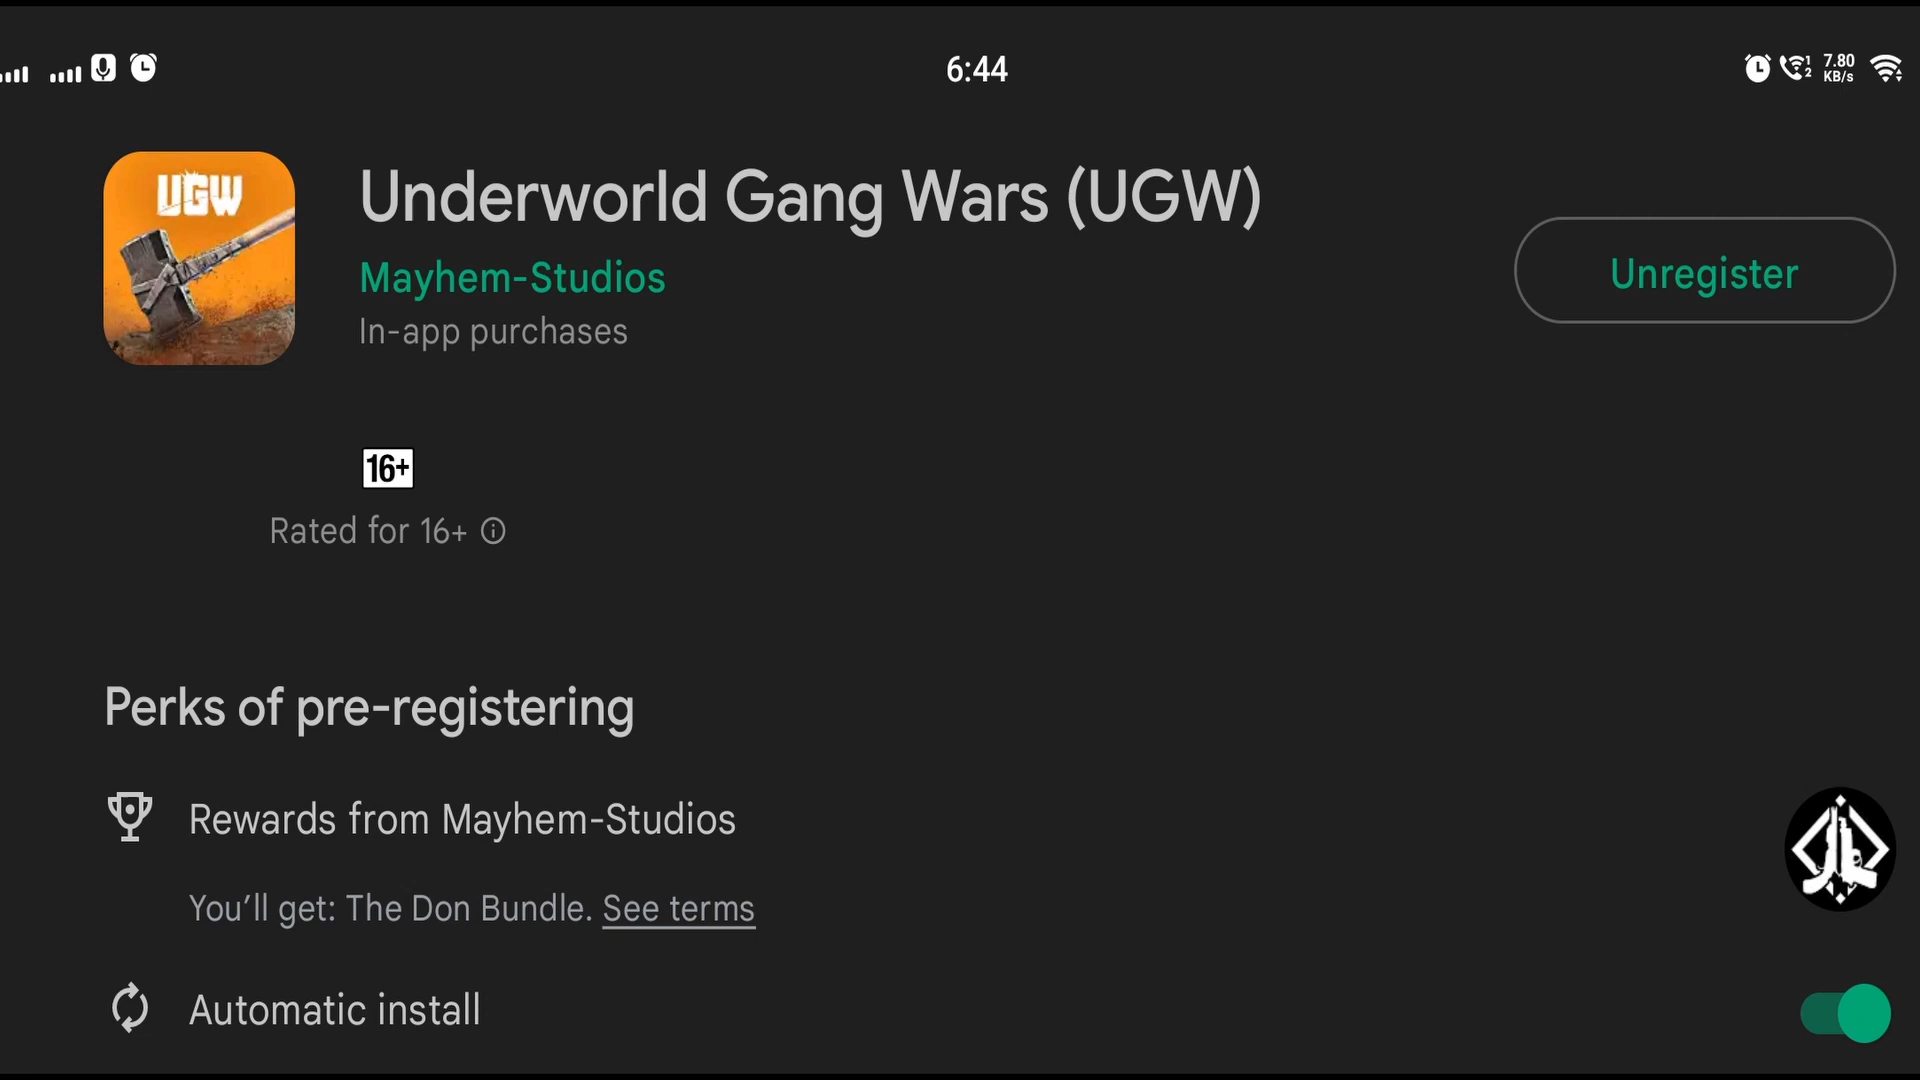 6:44
1
2
7.80
KB/s
UGW
Underworld Gang Wars (UGW)
Mayhem-Studios
In-app purchases
Unregister
16+
Rated for 16+
Perks of pre-registering
Rewards from Mayhem-Studios
You'll get: The Don Bundle. See terms
Automatic install